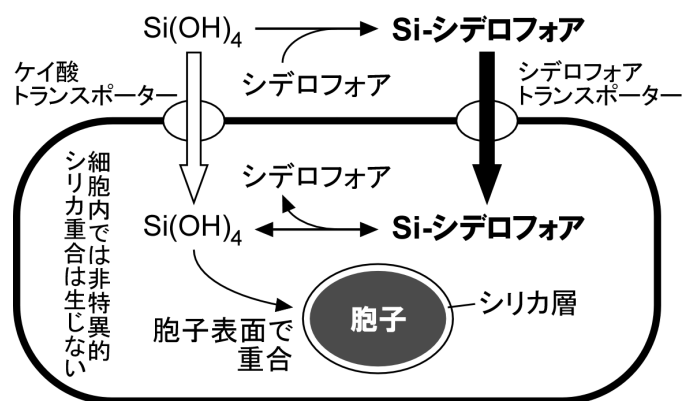 Si(OH)4
Si-シデロフォア
シデロフォア
ケイ酸
トランスポーター
シデロフォア
トランスポーター
細胞内では非特異的
シリカ重合は生じない
シデロフォア
Si(OH)4
Si-シデロフォア
胞子
シリカ層
胞子表面で
重合